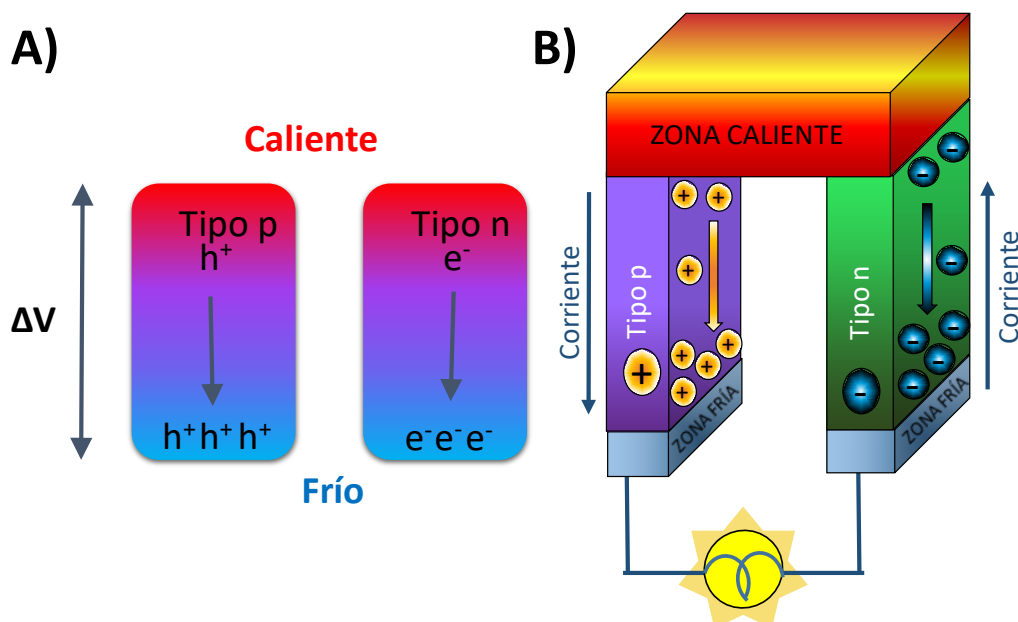 A)
Caliente
Tipo p
h⁺
Tipo n
e⁻
ΔV
h⁺ h⁺ h⁺
e⁻ e⁻ e⁻
Frío
B)
ZONA CALIENTE
+
+
+
+
+
+
+
+
-
-
-
-
-
-
-
-
Corriente
Tipo p
ZONA FRÍA
Tipo n
ZONA FRÍA
Corriente